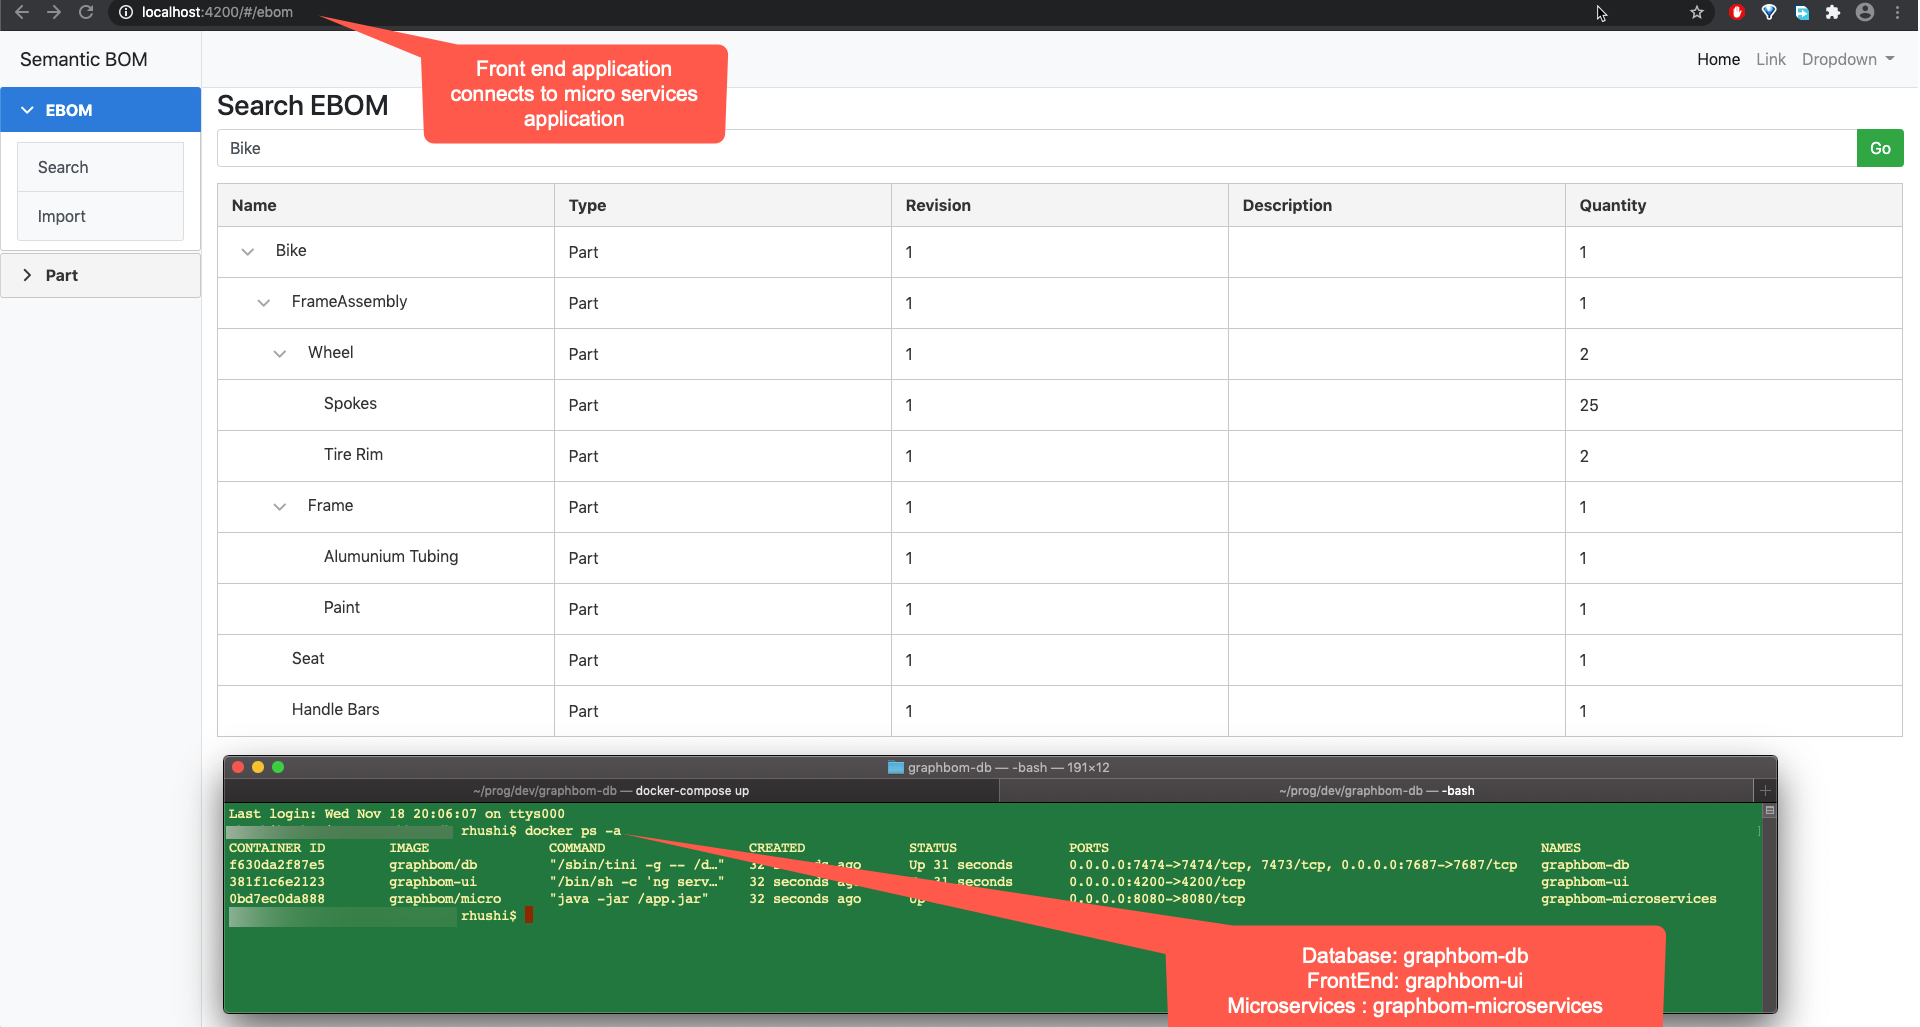 localhost:4200/#/ebom
Semantic BOM
Home Link Dropdown
Front end application
connects to micro services
application
EBOM
Search
Import
Part
Search EBOM
Bike
Go
Name Type Revision Description Quantity
Bike Part 1 1
FrameAssembly Part 1 1
Wheel Part 1 2
Spokes Part 1 25
Tire Rim Part 1 2
Frame Part 1 1
Alumunium Tubing Part 1 1
Paint Part 1 1
Seat Part 1 1
Handle Bars Part 1 1
graphbom-db — -bash — 191×12
~/prog/dev/graphbom-db — docker-compose up
~/prog/dev/graphbom-db — -bash
Last login: Wed Nov 18 20:06:07 on ttys000
rhushi$ docker ps -a
CONTAINER ID IMAGE COMMAND CREATED STATUS PORTS NAMES
f630da2f87e5 graphbom/db "/sbin/tini -g -- /d…" 32 ago Up 31 seconds 0.0.0.0:7474->7474/tcp, 7473/tcp, 0.0.0.0:7687->7687/tcp graphbom-db
381f1c6e2123 graphbom-ui "/bin/sh -c 'ng serv…" 32 seconds ago 31 seconds 0.0.0.0:4200->4200/tcp graphbom-ui
0bd7ec0da888 graphbom/micro "java -jar /app.jar" 32 seconds ago Up 0.0.0.0:8080->8080/tcp graphbom-microservices
rhushi$
Database: graphbom-db
FrontEnd: graphbom-ui
Microservices : graphbom-microservices